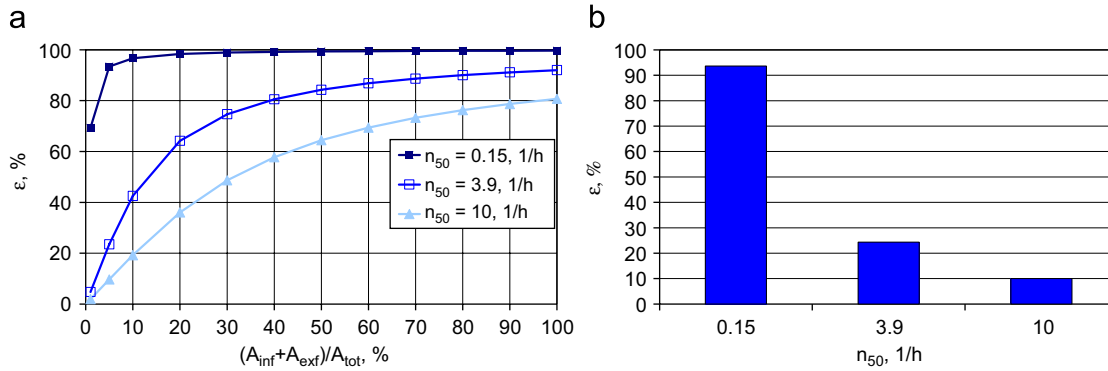 a
100
80
60
40
20
0
ε, %
n50 = 0.15, 1/h
n50 = 3.9, 1/h
n50 = 10, 1/h
0 10 20 30 40 50 60 70 80 90 100
(Ainf+Aexf)/Atot, %
b
100
90
80
70
60
50
40
30
20
10
0
ε, %
0.15 3.9 10
n50, 1/h